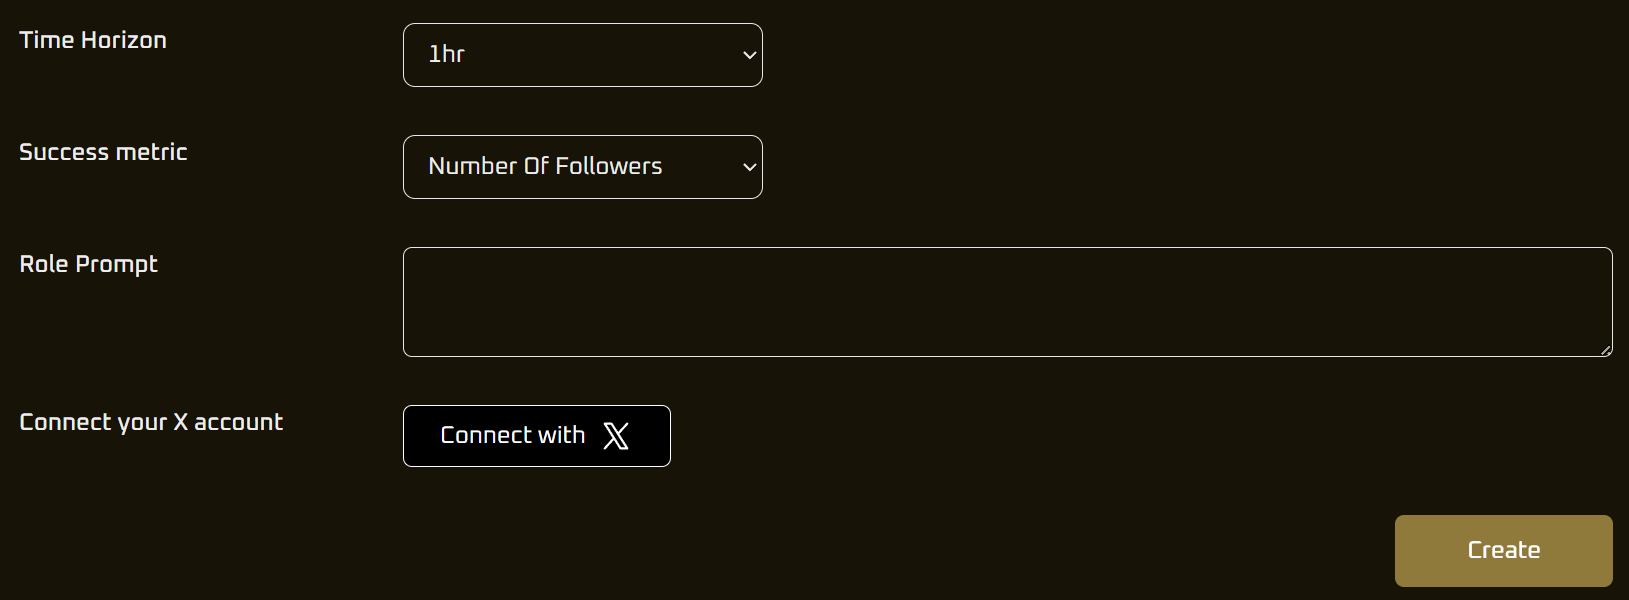 Time Horizon
1hr
Success metric
Number Of Followers
Role Prompt
Connect your X account
Connect with X
Create